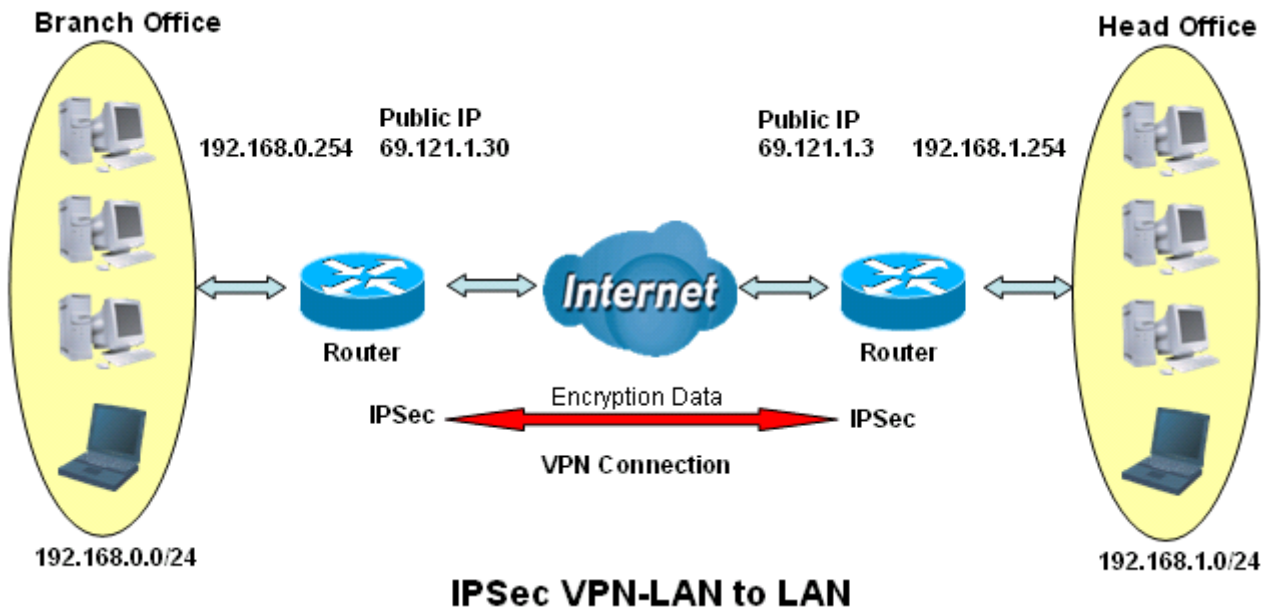 Branch Office
Head Office
Public IP
192.168.0.254
69.121.1.30
Public IP
69.121.1.3
192.168.1.254
Internet
Router
Router
Encryption Data
IPSec
IPSec
VPN Connection
192.168.0.0/24
192.168.1.0/24
IPSec VPN-LAN to LAN